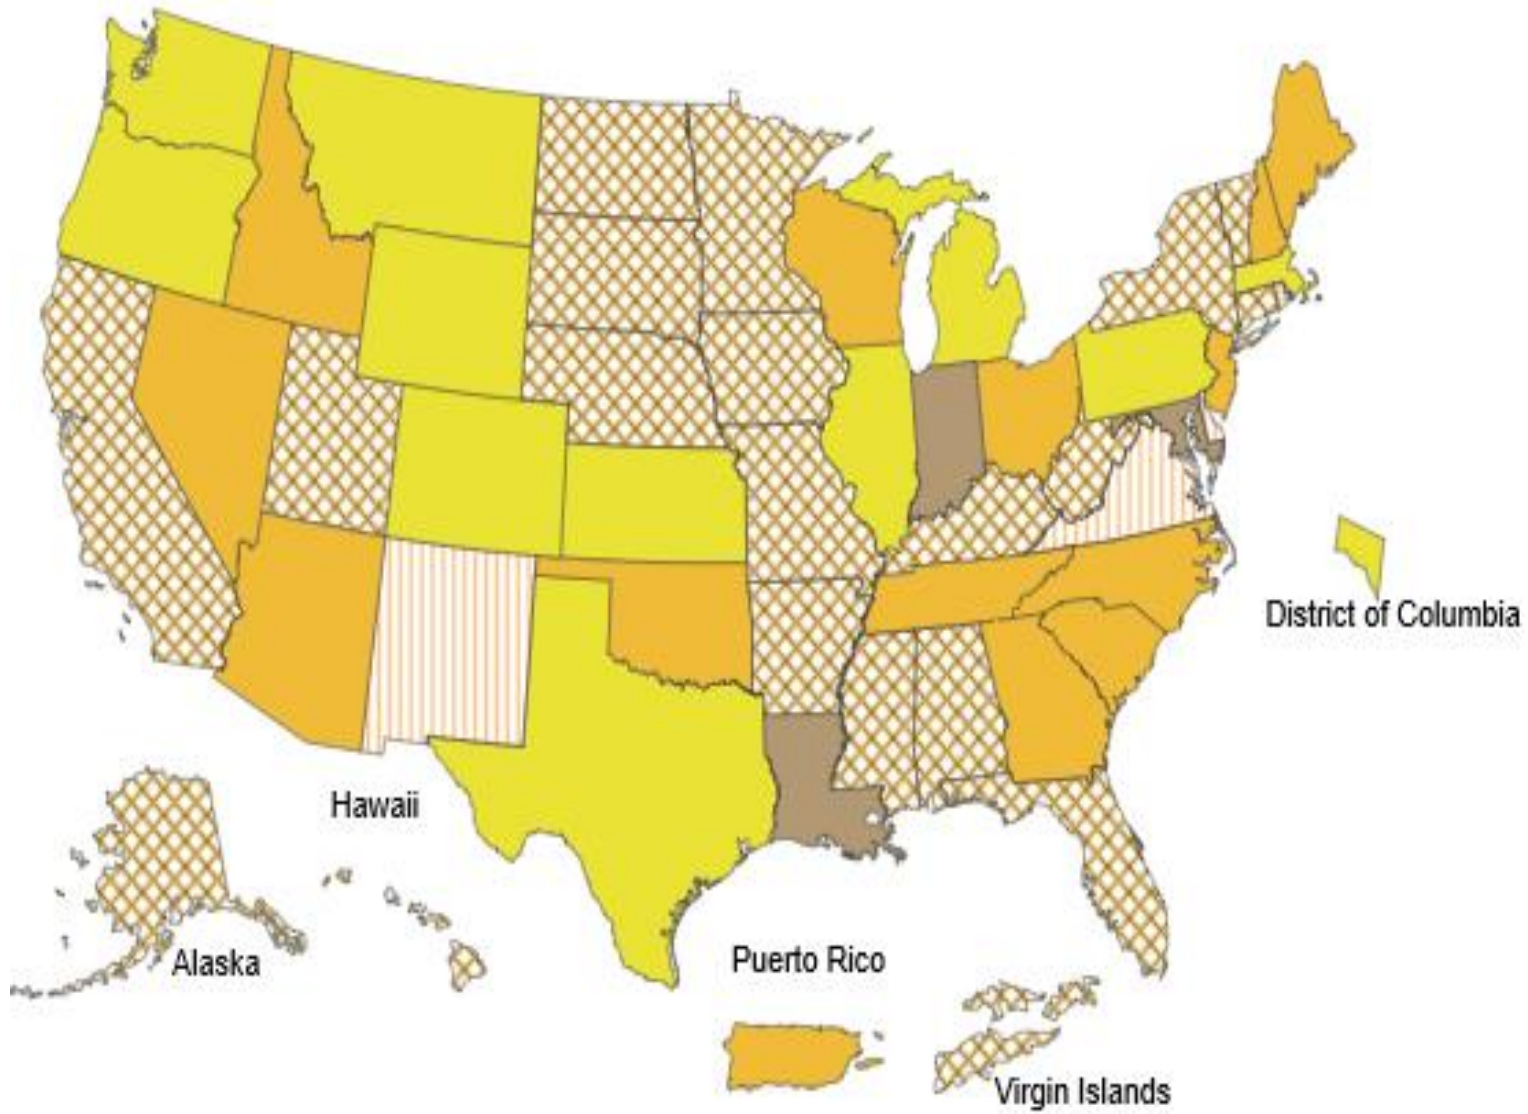 District of Columbia
Hawaii
Alaska
Puerto Rico
Virgin Islands